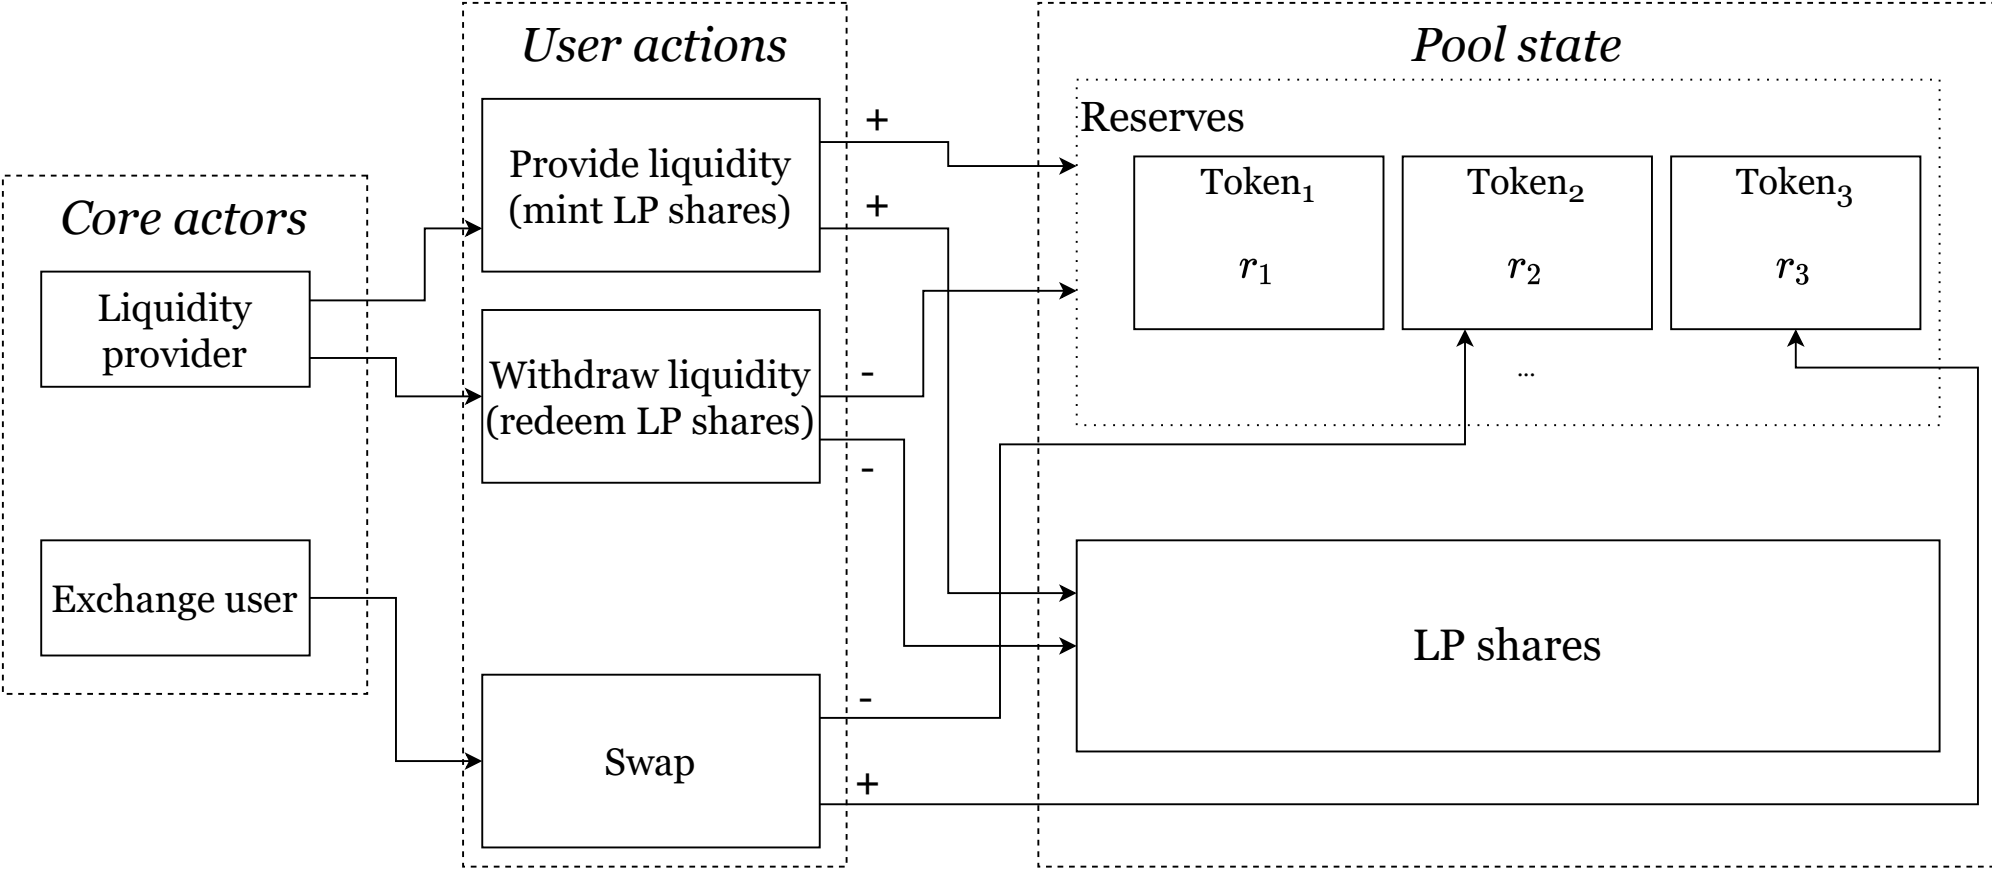 Core actors
Liquidity
provider
Exchange user
User actions
Provide liquidity
(mint LP shares)
Withdraw liquidity
(redeem LP shares)
Swap
+
+
-
-
-
+
Pool state
Reserves
Token₁
r₁
Token₂
r₂
Token₃
r₃
...
LP shares